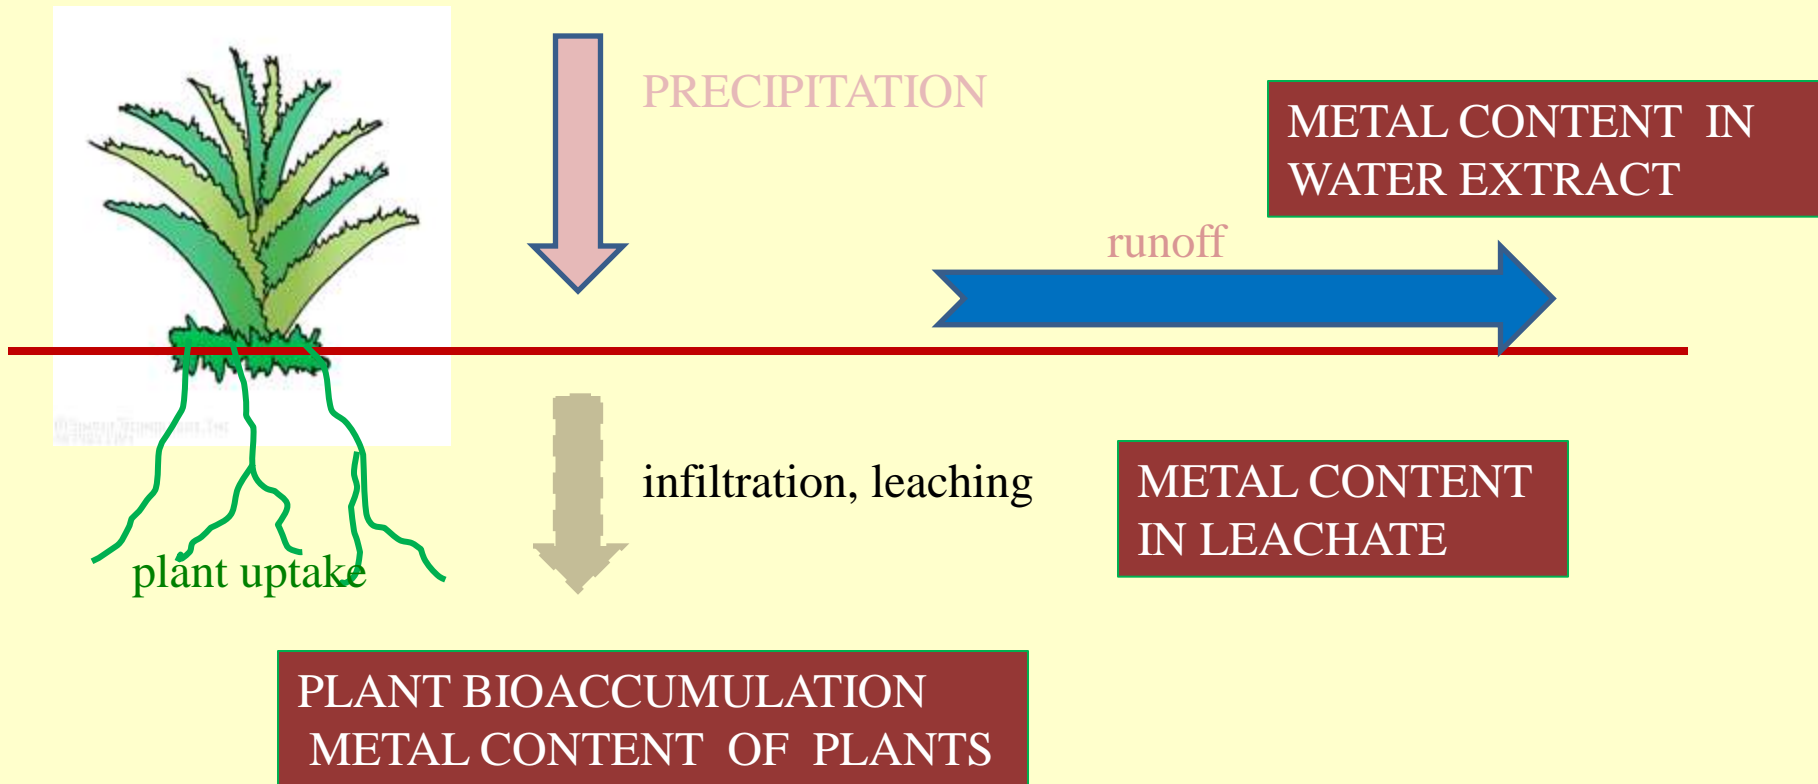 PRECIPITATION
METAL CONTENT IN
WATER EXTRACT
runoff
infiltration, leaching
METAL CONTENT
IN LEACHATE
plant uptake
PLANT BIOACCUMULATION
METAL CONTENT OF PLANTS